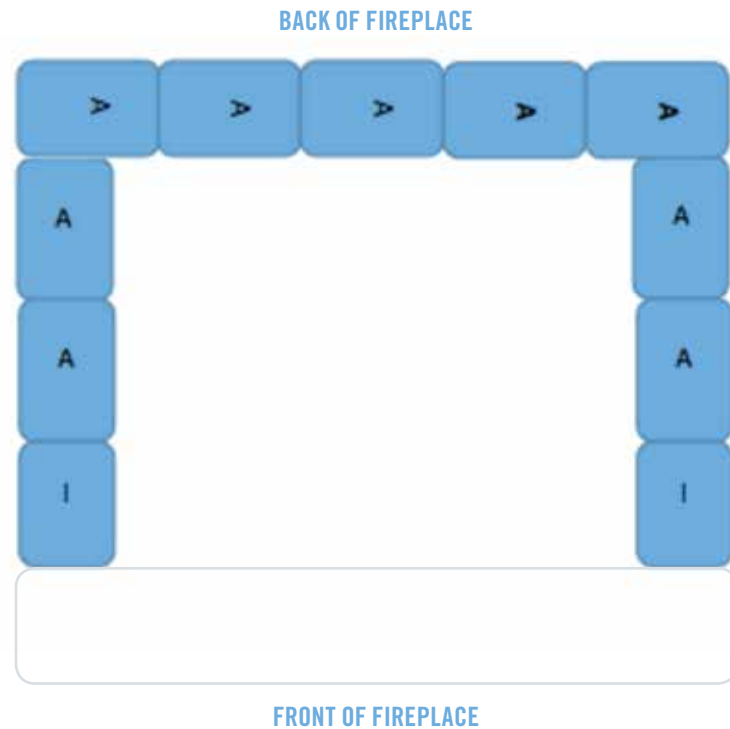 BACK OF FIREPLACE
A A A A A
A A
A A
I I
FRONT OF FIREPLACE